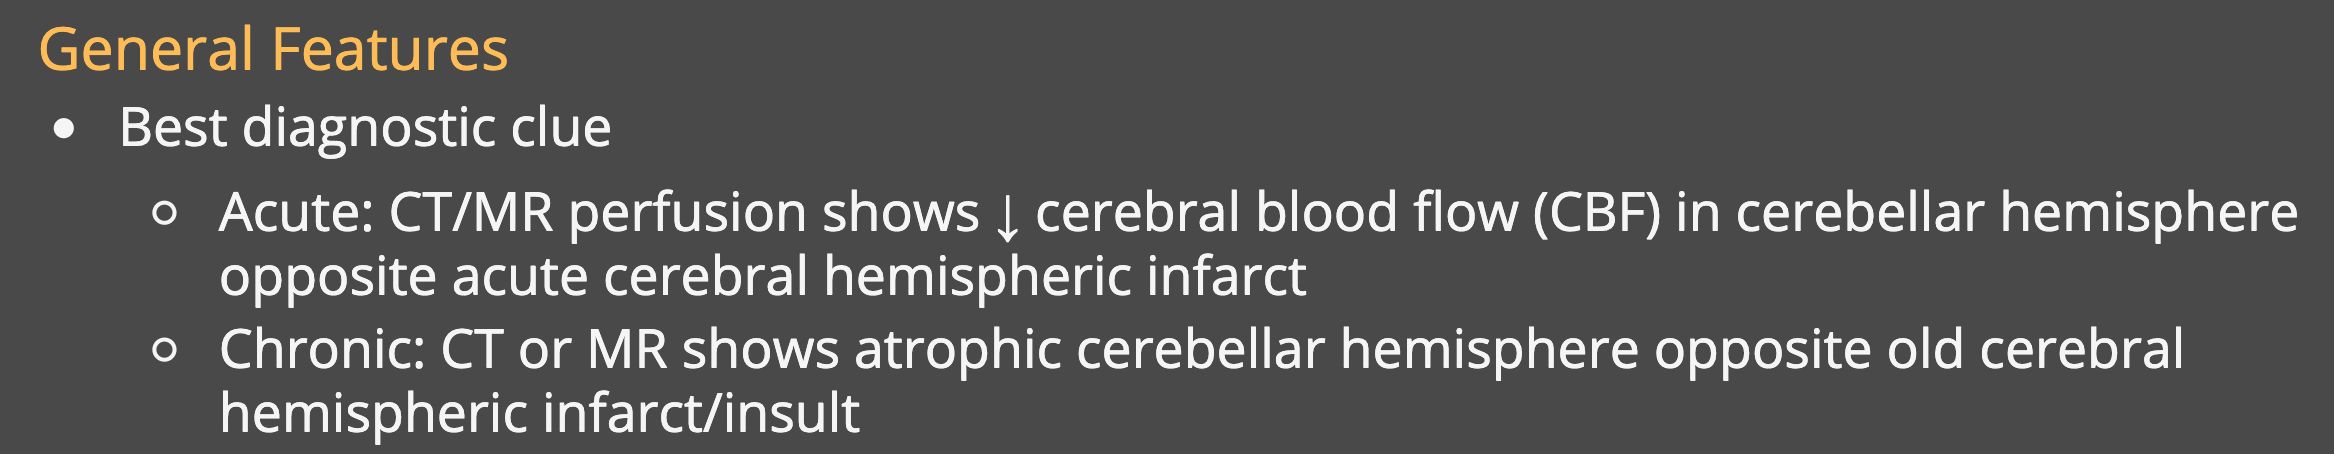 General Features
• Best diagnostic clue
○ Acute: CT/MR perfusion shows ↓ cerebral blood flow (CBF) in cerebellar hemisphere
opposite acute cerebral hemispheric infarct
○ Chronic: CT or MR shows atrophic cerebellar hemisphere opposite old cerebral
hemispheric infarct/insult